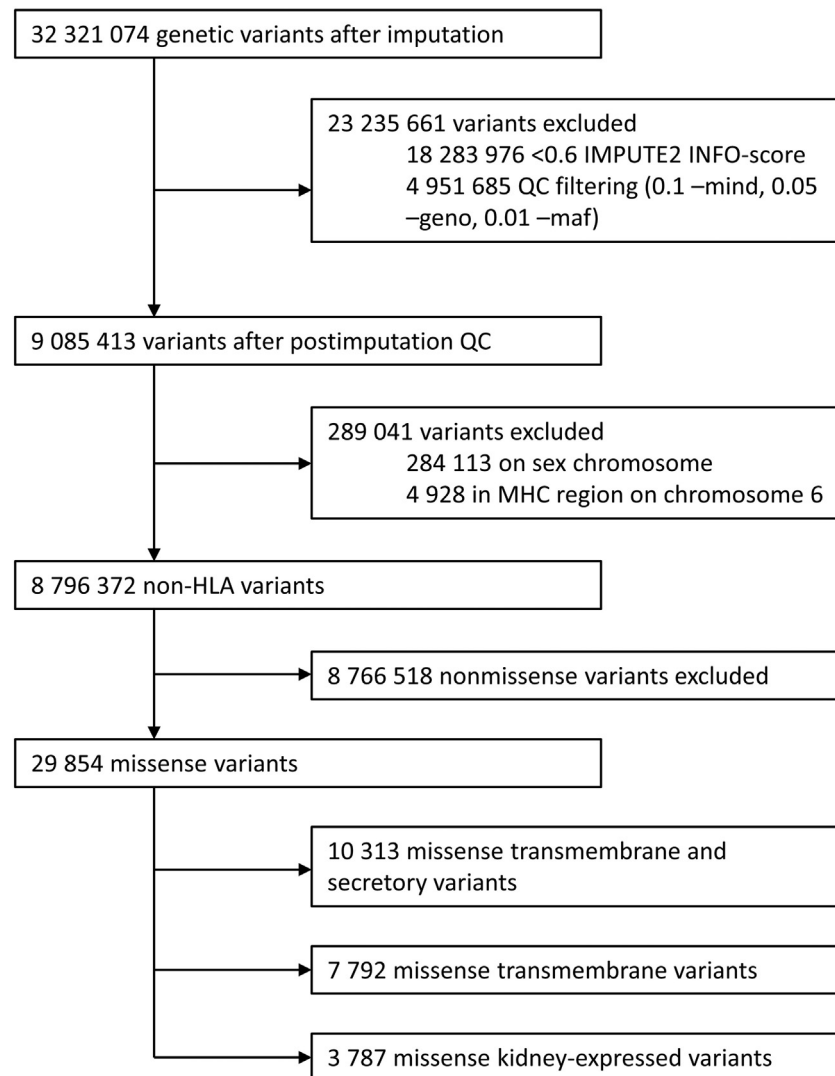 32 321 074 genetic variants after imputation
23 235 661 variants excluded
18 283 976 <0.6 IMPUTE2 INFO-score
4 951 685 QC filtering (0.1 –mind, 0.05
–geno, 0.01 –maf)
9 085 413 variants after postimputation QC
289 041 variants excluded
284 113 on sex chromosome
4 928 in MHC region on chromosome 6
8 796 372 non-HLA variants
8 766 518 nonmissense variants excluded
29 854 missense variants
10 313 missense transmembrane and
secretory variants
7 792 missense transmembrane variants
3 787 missense kidney-expressed variants